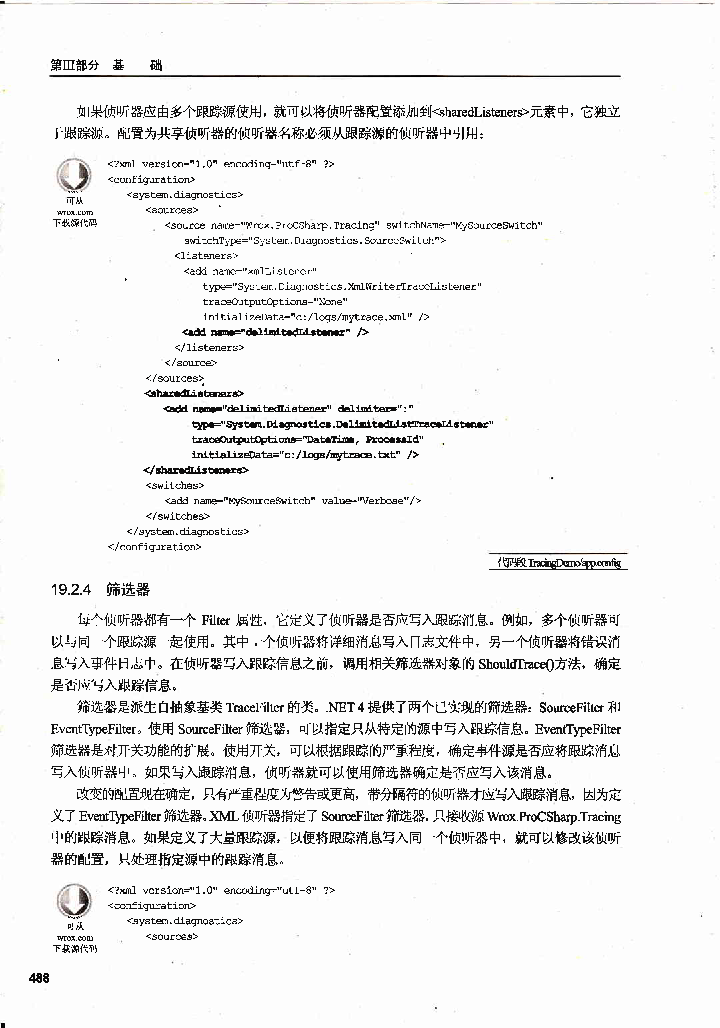 第III部分 基 础
如果侦听器应由多个跟踪源使用，就可以将侦听器配置添加到<sharedListeners>元素中，它独立
于跟踪源。配置为共享侦听器的侦听器名称必须从跟踪源的侦听器中引用：
可从
wrox.com
下载源代码
<?xml version="1.0" encoding="utf-8" ?>
<configuration>
<system.diagnostics>
<sources>
<source name="Wrox.ProCSharp.Tracing" switchName="MySourceSwitch"
switchType="System.Diagnostics.SourceSwitch">
<listeners>
<add name="xmlListener"
type="System.Diagnostics.XmlWriterTraceListener"
traceOutputOptions="None"
initializeData="c:/logs/mytrace.xml" />
<add name="delimitedListener" />
</listeners>
</source>
</sources>
<sharedListeners>
<add name="delimitedListener" delimiter=":"
type="System.Diagnostics.DelimitedListTraceListener"
traceOutputOptions="DateTime, ProcessId"
initializeData="c:/logs/mytrace.txt" />
</sharedListeners>
<switches>
<add name="MySourceSwitch" value="Verbose"/>
</switches>
</system.diagnostics>
</configuration>
代码段 TracingDemo/app.config
19.2.4 筛选器
每个侦听器都有一个 Filter 属性，它定义了侦听器是否应写入跟踪消息。例如，多个侦听器可
以与同一个跟踪源一起使用。其中一个侦听器将详细消息写入日志文件中，另一个侦听器将错误消
息写入事件日志中。在侦听器写入跟踪信息之前，调用相关筛选器对象的 ShouldTrace()方法，确定
是否应写入跟踪信息。
筛选器是派生自抽象基类 TraceFilter 的类。.NET 4 提供了两个已实现的筛选器：SourceFilter 和
EventTypeFilter。使用 SourceFilter 筛选器，可以指定只从特定的源中写入跟踪信息。EventTypeFilter
筛选器是对开关功能的扩展。使用开关，可以根据跟踪的严重程度，确定事件源是否应将跟踪消息
写入侦听器中。如果写入跟踪消息，侦听器就可以使用筛选器确定是否应写入该消息。
改变的配置现在确定，只有严重程度为警告或更高，带分隔符的侦听器才应写入跟踪消息，因为定
义了 EventTypeFilter 筛选器。XML 侦听器指定了 SourceFilter 筛选器，只接收源 Wrox.ProCSharp.Tracing
中的跟踪消息。如果定义了大量跟踪源，以便将跟踪消息写入同一个侦听器中，就可以修改该侦听
器的配置，只处理指定源中的跟踪消息。
可从
wrox.com
下载源代码
<?xml version="1.0" encoding="utf-8" ?>
<configuration>
<system.diagnostics>
<sources>
488